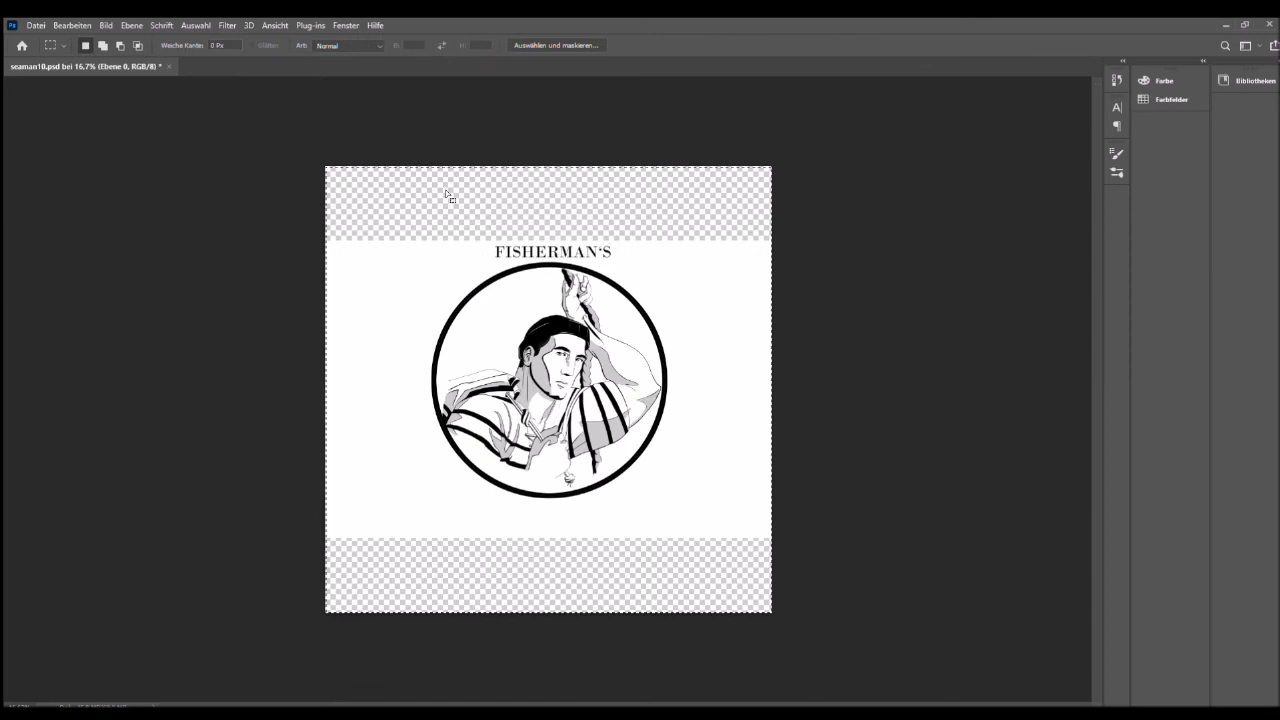 Ps Datei Bearbeiten Bild Ebene Schrift Auswahl Filter 3D Ansicht Plug-ins Fenster Hilfe
Weiche Kante: 0 Px Glätten Art: Normal B: H: Auswählen und maskieren...
seaman10.psd bei 16,7% (Ebene 0, RGB/8) *
Farbe
Farbfelder
Bibliotheken
FISHERMAN'S